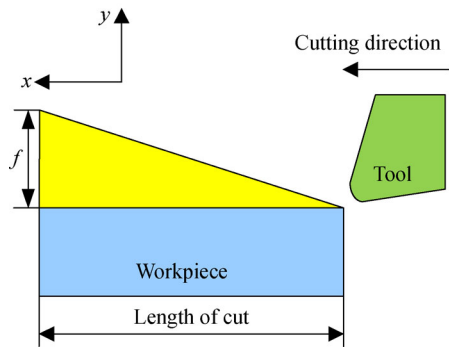 y
Cutting direction
x
f
Tool
Workpiece
Length of cut